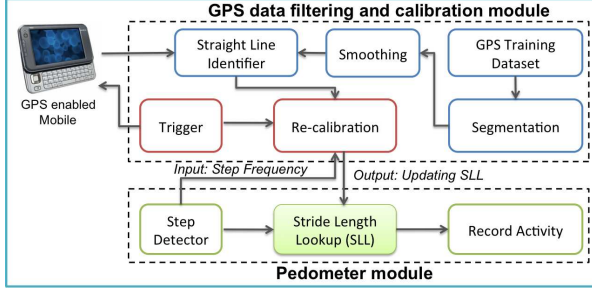 GPS data filtering and calibration module
Straight Line
Identifier
Smoothing
GPS Training
Dataset
GPS enabled
Mobile
Trigger
Re-calibration
Segmentation
Input: Step Frequency
Output: Updating SLL
Step
Detector
Stride Length
Lookup (SLL)
Record Activity
Pedometer module